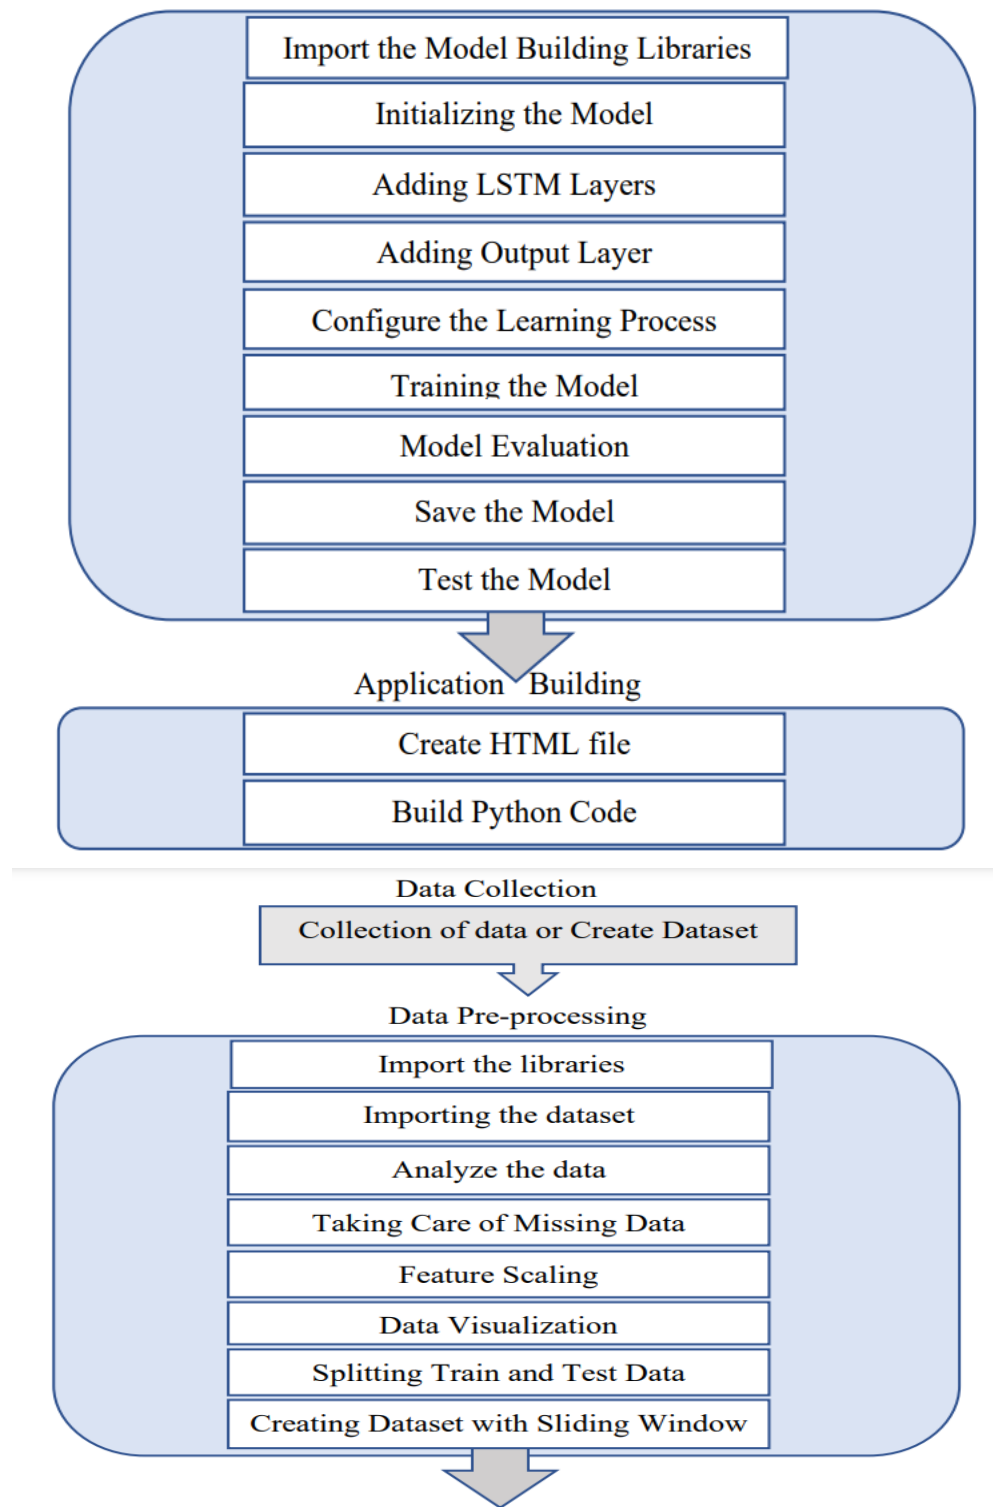 Import the Model Building Libraries
Initializing the Model
Adding LSTM Layers
Adding Output Layer
Configure the Learning Process
Training the Model
Model Evaluation
Save the Model
Test the Model
Application Building
Create HTML file
Build Python Code
Data Collection
Collection of data or Create Dataset
Data Pre-processing
Import the libraries
Importing the dataset
Analyze the data
Taking Care of Missing Data
Feature Scaling
Data Visualization
Splitting Train and Test Data
Creating Dataset with Sliding Window